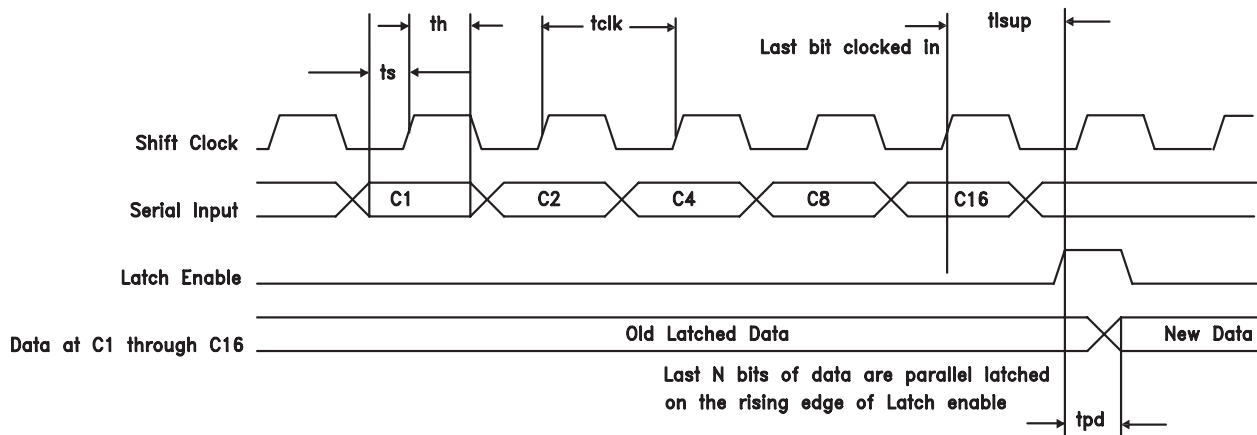 th
tclk
tlsup
Last bit clocked in
ts
Shift Clock
C1
C2
C4
C8
C16
Serial Input
Latch Enable
Old Latched Data
New Data
Data at C1 through C16
Last N bits of data are parallel latched
on the rising edge of Latch enable
tpd